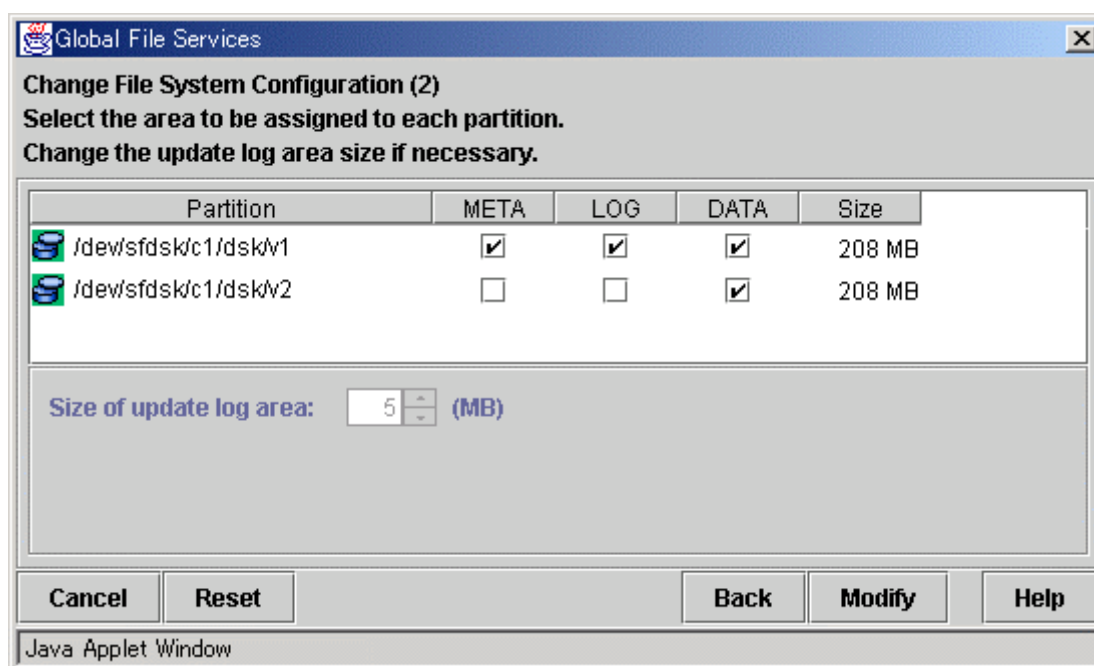 Global File Services
Change File System Configuration (2)
Select the area to be assigned to each partition.
Change the update log area size if necessary.
Partition META LOG DATA Size
/dev/sfdsk/c1/dsk/v1 208 MB
/dev/sfdsk/c1/dsk/v2 208 MB
Size of update log area: 5 (MB)
Cancel Reset Back Modify Help
Java Applet Window